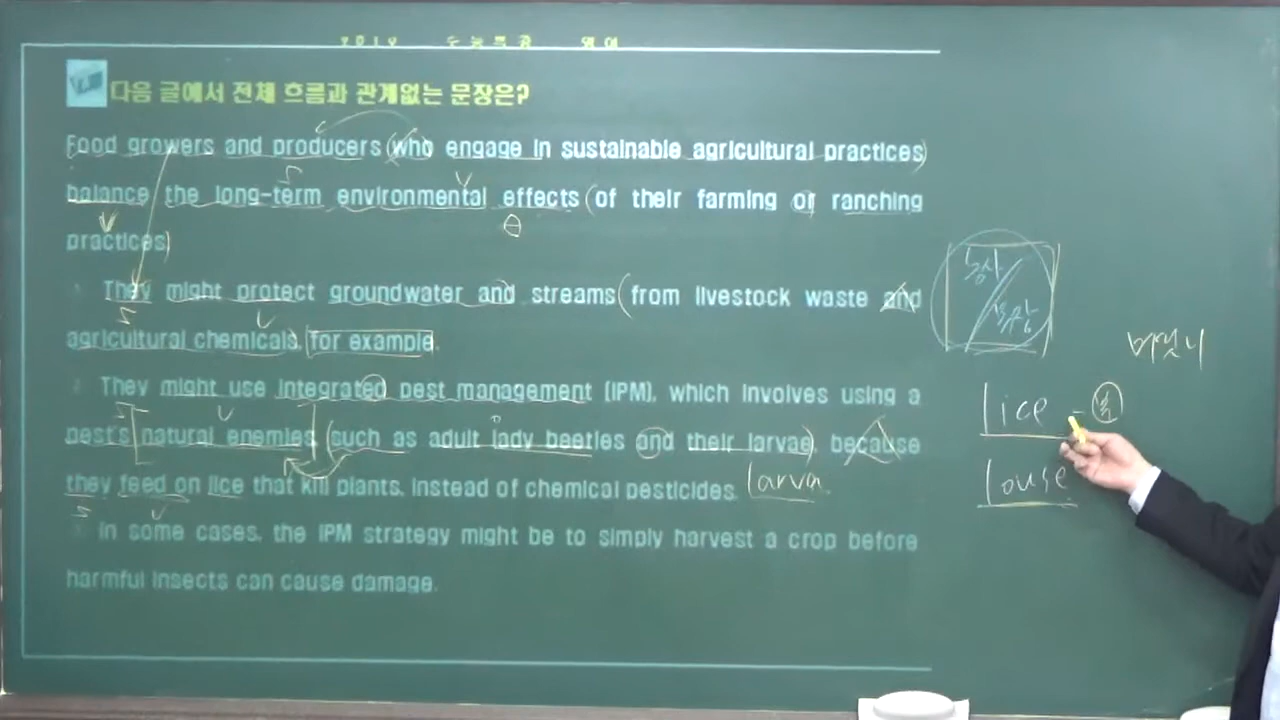 다음 글에서 전체 흐름과 관계없는 문장은?
Food growers and producers (who engage in sustainable agricultural practices)
balance the long-term environmental effects (of their farming or ranching
practices)
They might protect groundwater and streams (from livestock waste and
agricultural chemicals, for example.
They might use integrated pest management (IPM), which involves using a
pest's natural enemies (such as adult lady beetles and their larvae), because
they feed on lice that kill plants, instead of chemical pesticides.
larva
In some cases, the IPM strategy might be to simply harvest a crop before
harmful insects can cause damage.
lice - 복
louse